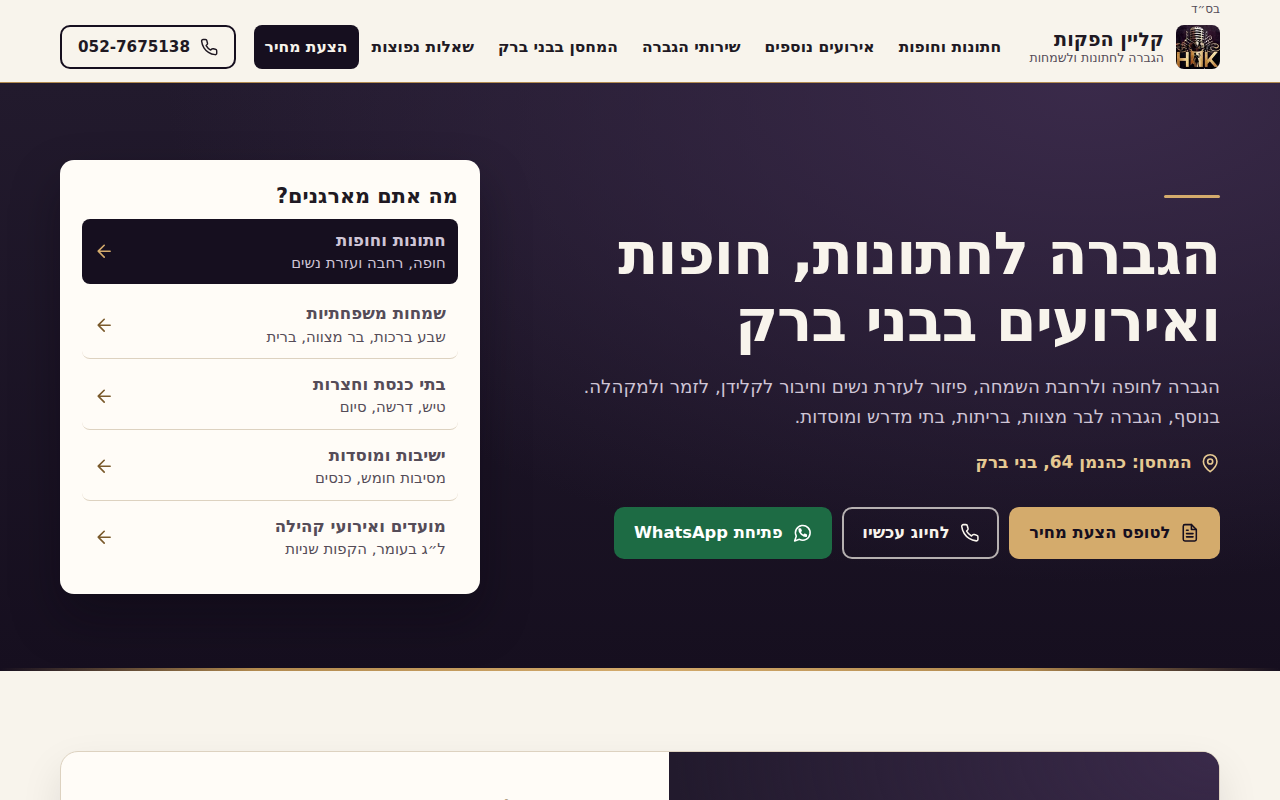 בס״ד
קליין הפקות
הגברה לחתונות ולשמחות
חתונות וחופות
אירועים נוספים
שירותי הגברה
המחסן בבני ברק
שאלות נפוצות
הצעת מחיר
052-7675138
הגברה לחתונות, חופות
ואירועים בבני ברק
הגברה לחופה ולרחבת השמחה, פיזור לעזרת נשים וחיבור לקלידן, לזמר ולמקהלה.
בנוסף, הגברה לבר מצוות, בריתות, בתי מדרש ומוסדות.
המחסן: כהנמן 64, בני ברק
לטופס הצעת מחיר
לחיוג עכשיו
פתיחת WhatsApp
מה אתם מארגנים?
חתונות וחופות
חופה, רחבה ועזרת נשים
שמחות משפחתיות
שבע ברכות, בר מצווה, ברית
בתי כנסת וחצרות
טיש, דרשה, סיום
ישיבות ומוסדות
מסיבות חומש, כנסים
מועדים ואירועי קהילה
ל״ג בעומר, הקפות שניות